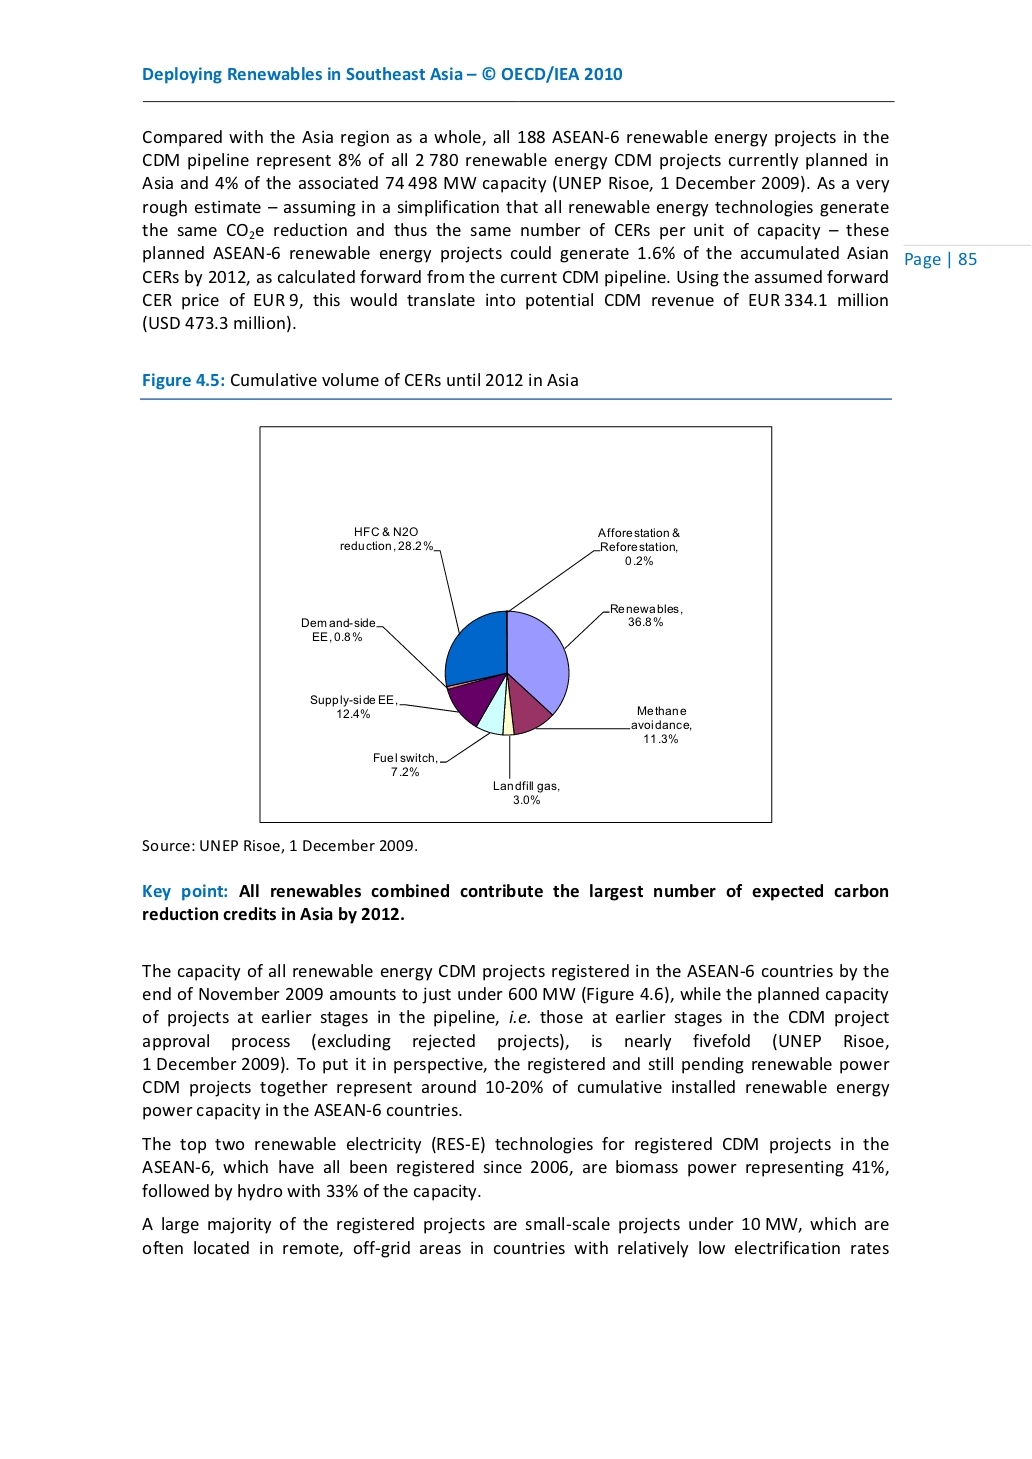 Deploying Renewables in Southeast Asia – © OECD/IEA 2010
Compared with the Asia region as a whole, all 188 ASEAN-6 renewable energy projects in the
CDM pipeline represent 8% of all 2 780 renewable energy CDM projects currently planned in
Asia and 4% of the associated 74 498 MW capacity (UNEP Risoe, 1 December 2009). As a very
rough estimate – assuming in a simplification that all renewable energy technologies generate
the same CO₂e reduction and thus the same number of CERs per unit of capacity – these
planned ASEAN-6 renewable energy projects could generate 1.6% of the accumulated Asian
CERs by 2012, as calculated forward from the current CDM pipeline. Using the assumed forward
CER price of EUR 9, this would translate into potential CDM revenue of EUR 334.1 million
(USD 473.3 million).
Page | 85
Figure 4.5: Cumulative volume of CERs until 2012 in Asia
HFC & N2O
reduction, 28.2%
Afforestation &
Reforestation,
0.2%
Renewables,
36.8%
Demand-side
EE, 0.8%
Supply-side EE,
12.4%
Methane
avoidance,
11.3%
Fuel switch,
7.2%
Landfill gas,
3.0%
Source: UNEP Risoe, 1 December 2009.
Key point: All renewables combined contribute the largest number of expected carbon
reduction credits in Asia by 2012.
The capacity of all renewable energy CDM projects registered in the ASEAN-6 countries by the
end of November 2009 amounts to just under 600 MW (Figure 4.6), while the planned capacity
of projects at earlier stages in the pipeline, i.e. those at earlier stages in the CDM project
approval process (excluding rejected projects), is nearly fivefold (UNEP Risoe,
1 December 2009). To put it in perspective, the registered and still pending renewable power
CDM projects together represent around 10-20% of cumulative installed renewable energy
power capacity in the ASEAN-6 countries.
The top two renewable electricity (RES-E) technologies for registered CDM projects in the
ASEAN-6, which have all been registered since 2006, are biomass power representing 41%,
followed by hydro with 33% of the capacity.
A large majority of the registered projects are small-scale projects under 10 MW, which are
often located in remote, off-grid areas in countries with relatively low electrification rates